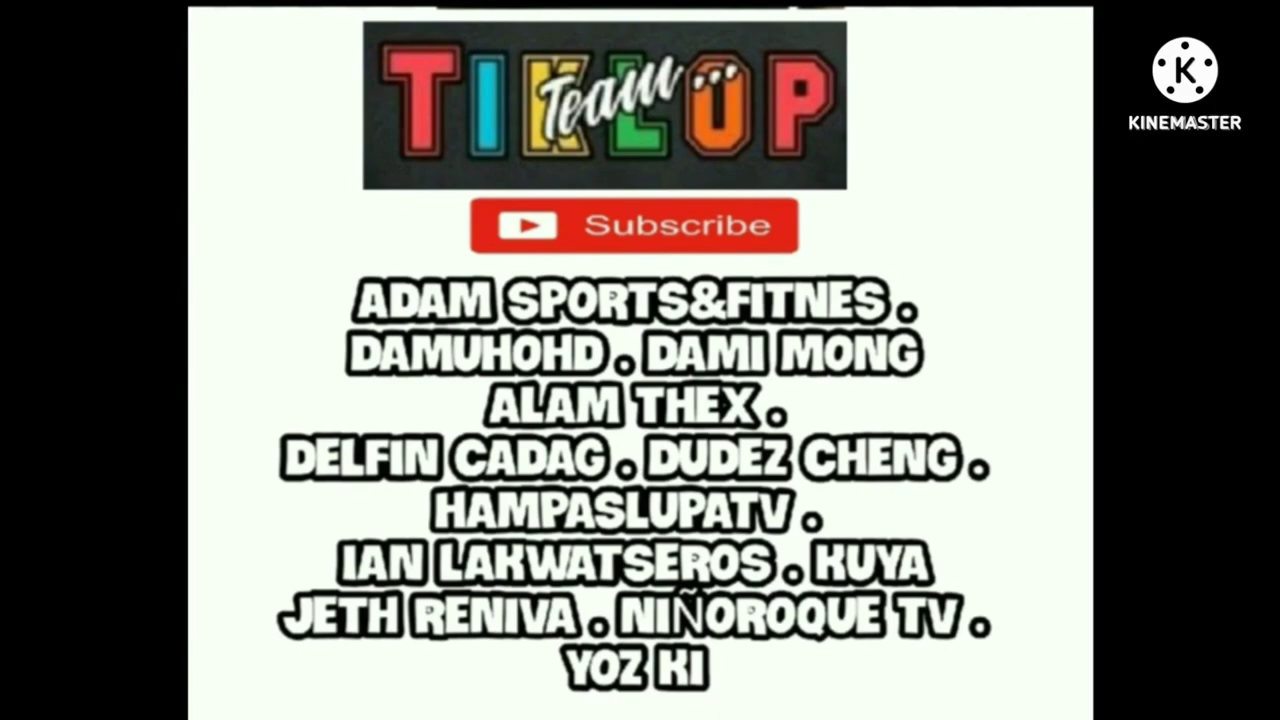 TIKLOP
Team...
Subscribe
ADAM SPORTS&FITNES .
DAMUHOHD . DAMI MONG
ALAM THEX .
DELFIN CADAG . DUDEZ CHENG .
HAMPASLUPATV .
IAN LAKWATSEROS . KUYA
JETH RENIVA . NIÑOROQUE TV .
YOZ KI
K
KINEMASTER